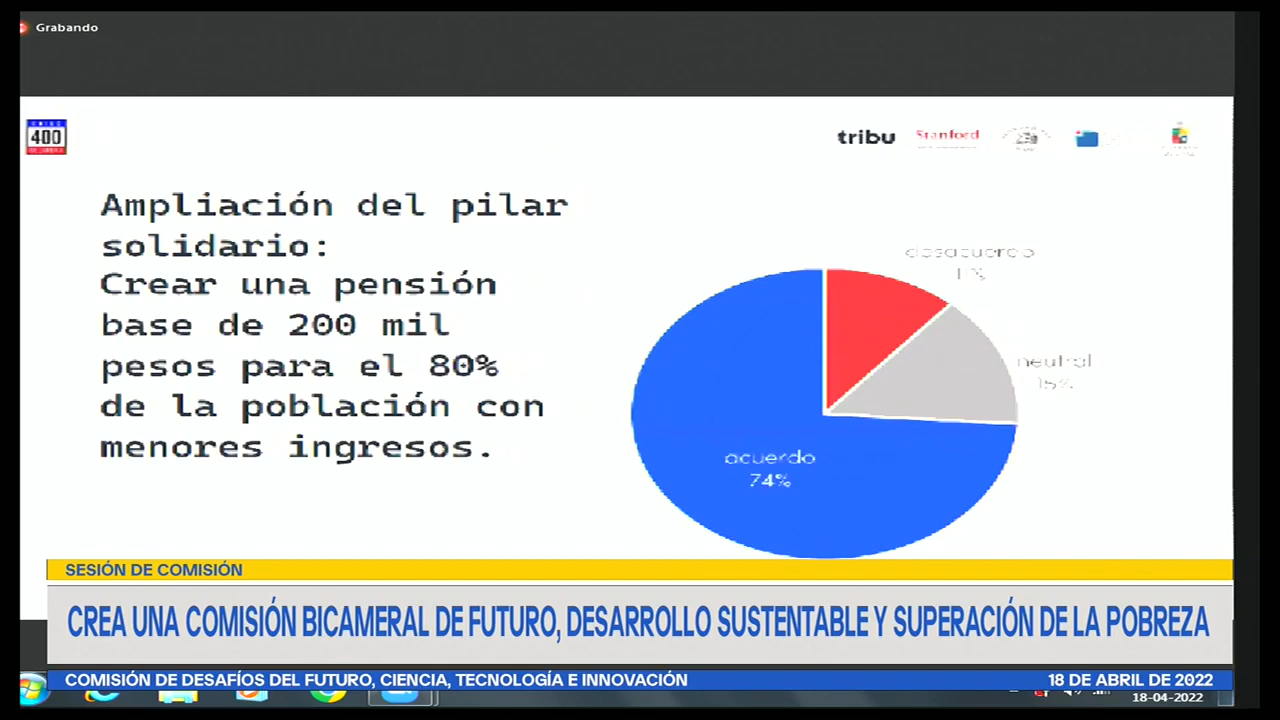 Grabando
400
tribu
Stanford
Ampliación del pilar
solidario:
Crear una pensión
base de 200 mil
pesos para el 80%
de la población con
menores ingresos.
desacuerdo
neutral
acuerdo
74%
SESIÓN DE COMISIÓN
CREA UNA COMISIÓN BICAMERAL DE FUTURO, DESARROLLO SUSTENTABLE Y SUPERACIÓN DE LA POBREZA
COMISIÓN DE DESAFÍOS DEL FUTURO, CIENCIA, TECNOLOGÍA E INNOVACIÓN
18 DE ABRIL DE 2022
18-04-2022